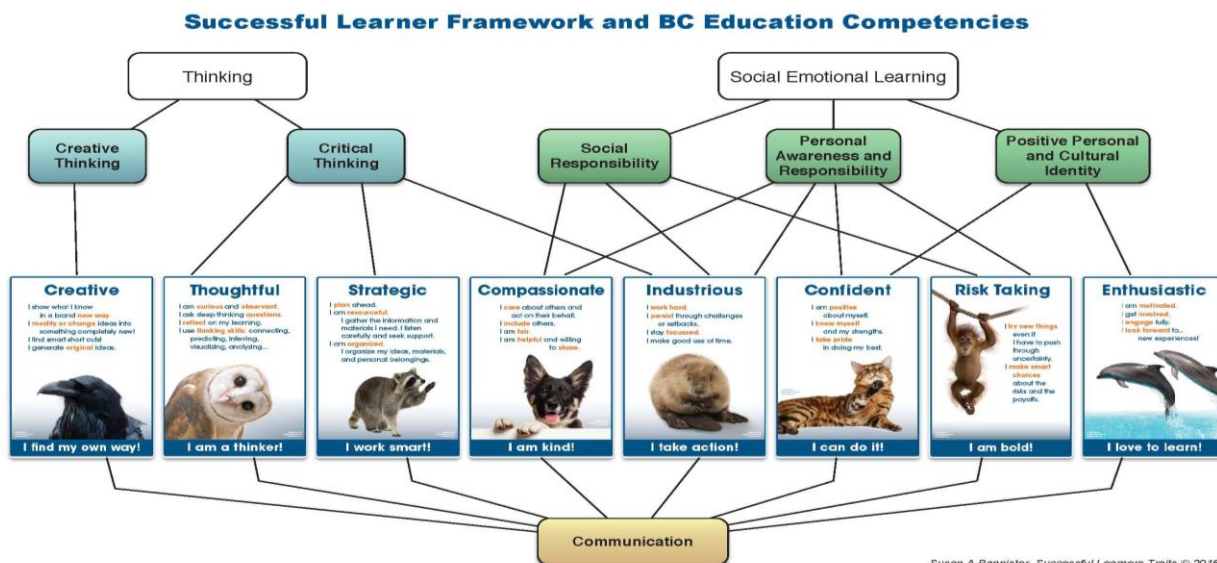 Successful Learner Framework and BC Education Competencies
Thinking
Social Emotional Learning
Creative
Thinking
Critical
Thinking
Social
Responsibility
Personal
Awareness and
Responsibility
Positive Personal
and Cultural
Identity
Creative
I show what I know
in a brand new way.
I modify or change ideas into
something completely new!
I find smart short cuts!
I generate original ideas.
I find my own way!
Thoughtful
I am curious and observant.
I ask deep thinking questions.
I reflect on my learning.
I use thinking skills: connecting,
predicting, inferring,
visualizing, analyzing...
I am a thinker!
Strategic
I plan ahead.
I am resourceful.
I gather the information and
materials I need. I listen
carefully and seek support.
I am organized.
I organize my ideas, materials,
and personal belongings.
I work smart!
Compassionate
I care about others and
act on their behalf.
I include others.
I am fair
I am helpful and willing
to share.
I am kind!
Industrious
I work hard.
I persist through challenges
or setbacks.
I stay focussed.
I make good use of time.
I take action!
Confident
I am positive
about myself.
I know myself
and my strengths.
I take pride
in doing my best.
I can do it!
Risk Taking
I try new things
even if
I have to push
through
uncertainty.
I make smart
choices
about the
risks and the
payoffs.
I am bold!
Enthusiastic
I am motivated.
I get involved.
I engage fully.
I look forward to...
new experiences!
I love to learn!
Communication
Susan A Bannister, Successful Learners Traits © 2016